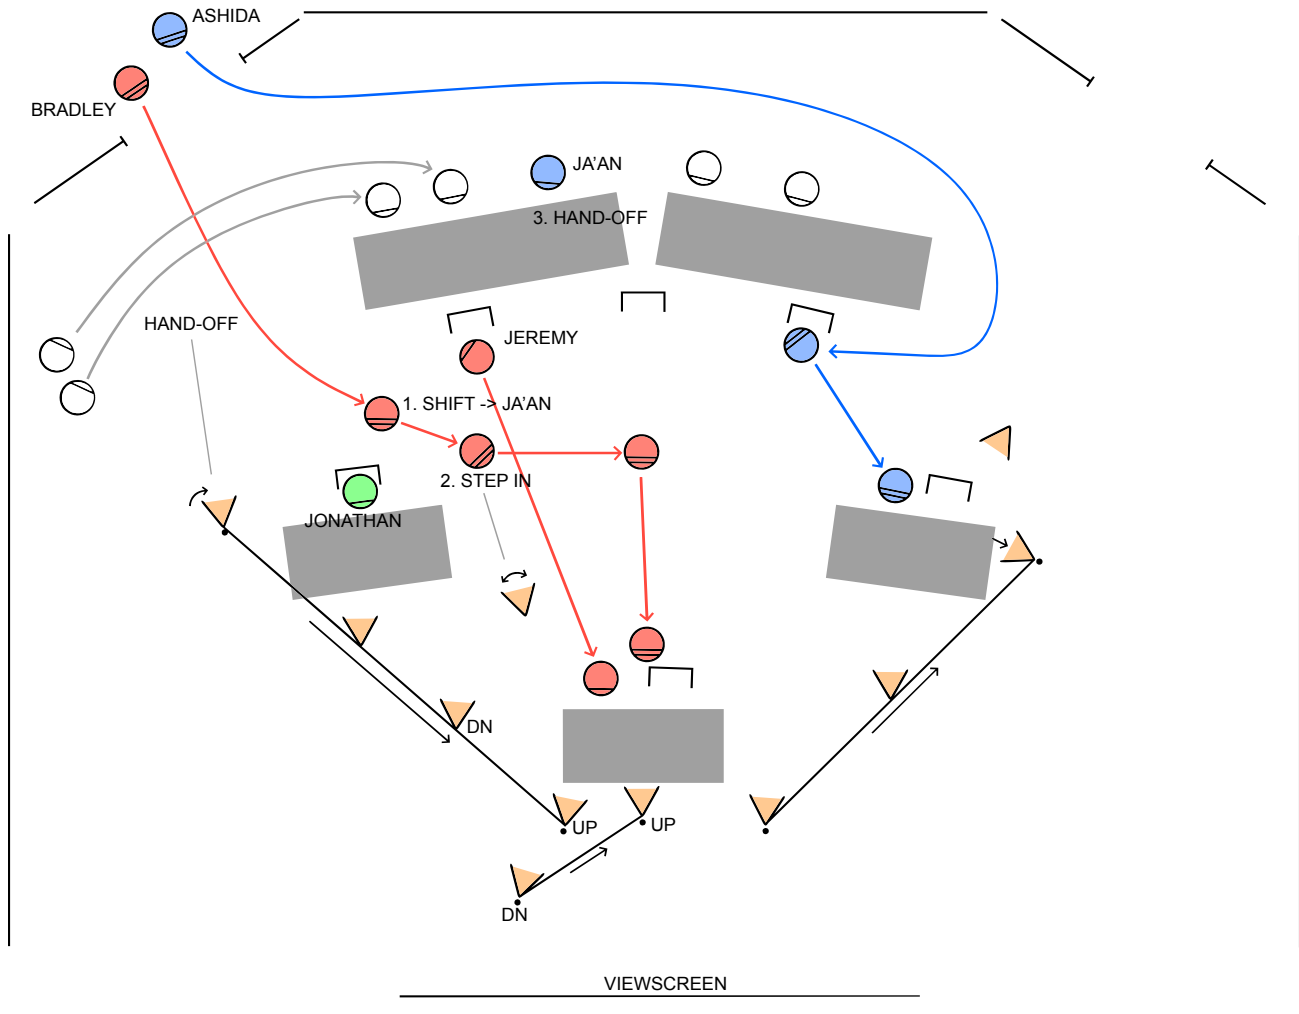 ASHIDA
BRADLEY
JA'AN
3. HAND-OFF
HAND-OFF
JEREMY
1. SHIFT -> JA'AN
2. STEP IN
JONATHAN
DN
UP
UP
DN
VIEWSCREEN